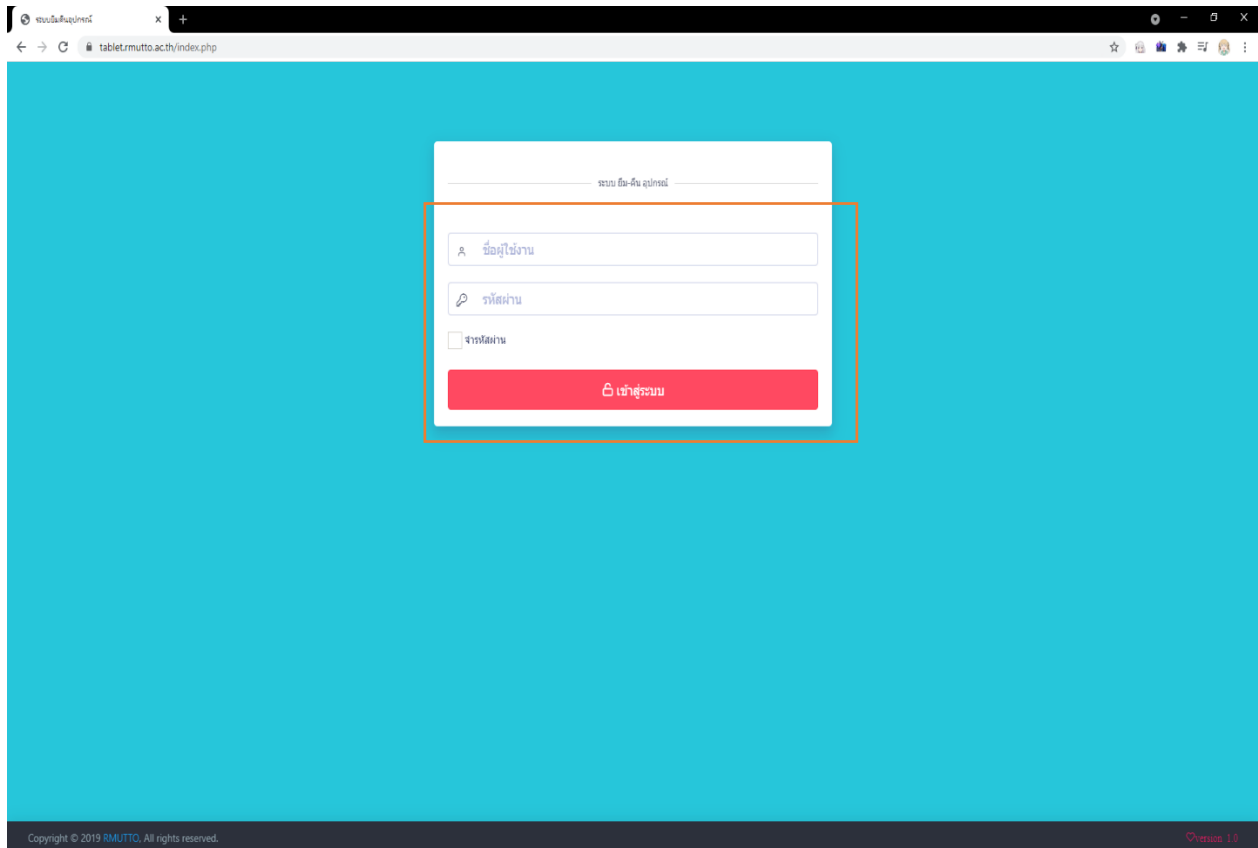 ระบบยืมคืนอุปกรณ์
tablet.rmutto.ac.th/index.php
ระบบ ยืม-คืน อุปกรณ์
ชื่อผู้ใช้งาน
รหัสผ่าน
จำรหัสผ่าน
เข้าสู่ระบบ
Copyright © 2019 RMUTTO. All rights reserved.
version 1.0